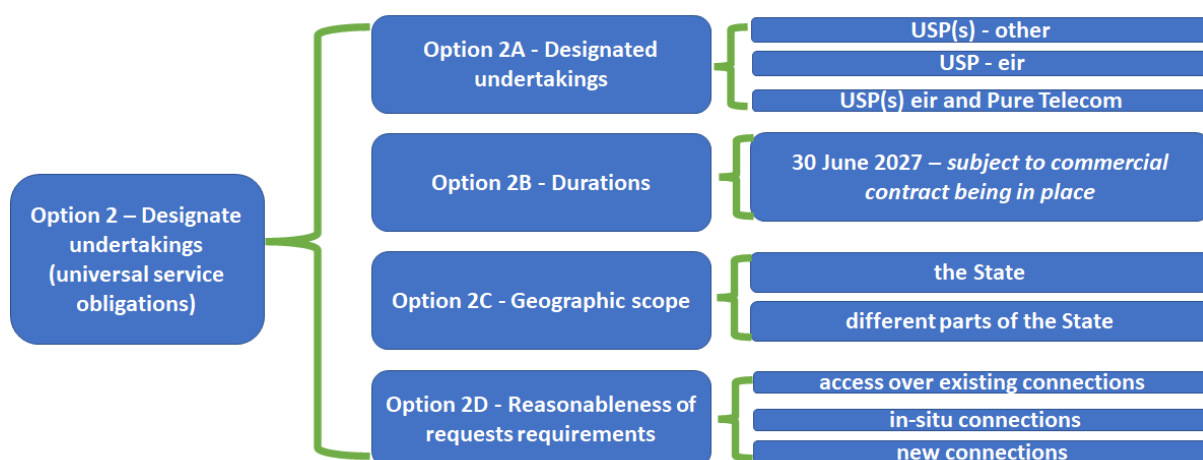 Option 2 – Designate
undertakings
(universal service
obligations)
Option 2A - Designated
undertakings
USP(s) - other
USP - eir
USP(s) eir and Pure Telecom
Option 2B - Durations
30 June 2027 – subject to commercial
contract being in place
Option 2C - Geographic scope
the State
different parts of the State
Option 2D - Reasonableness of
requests requirements
access over existing connections
in-situ connections
new connections